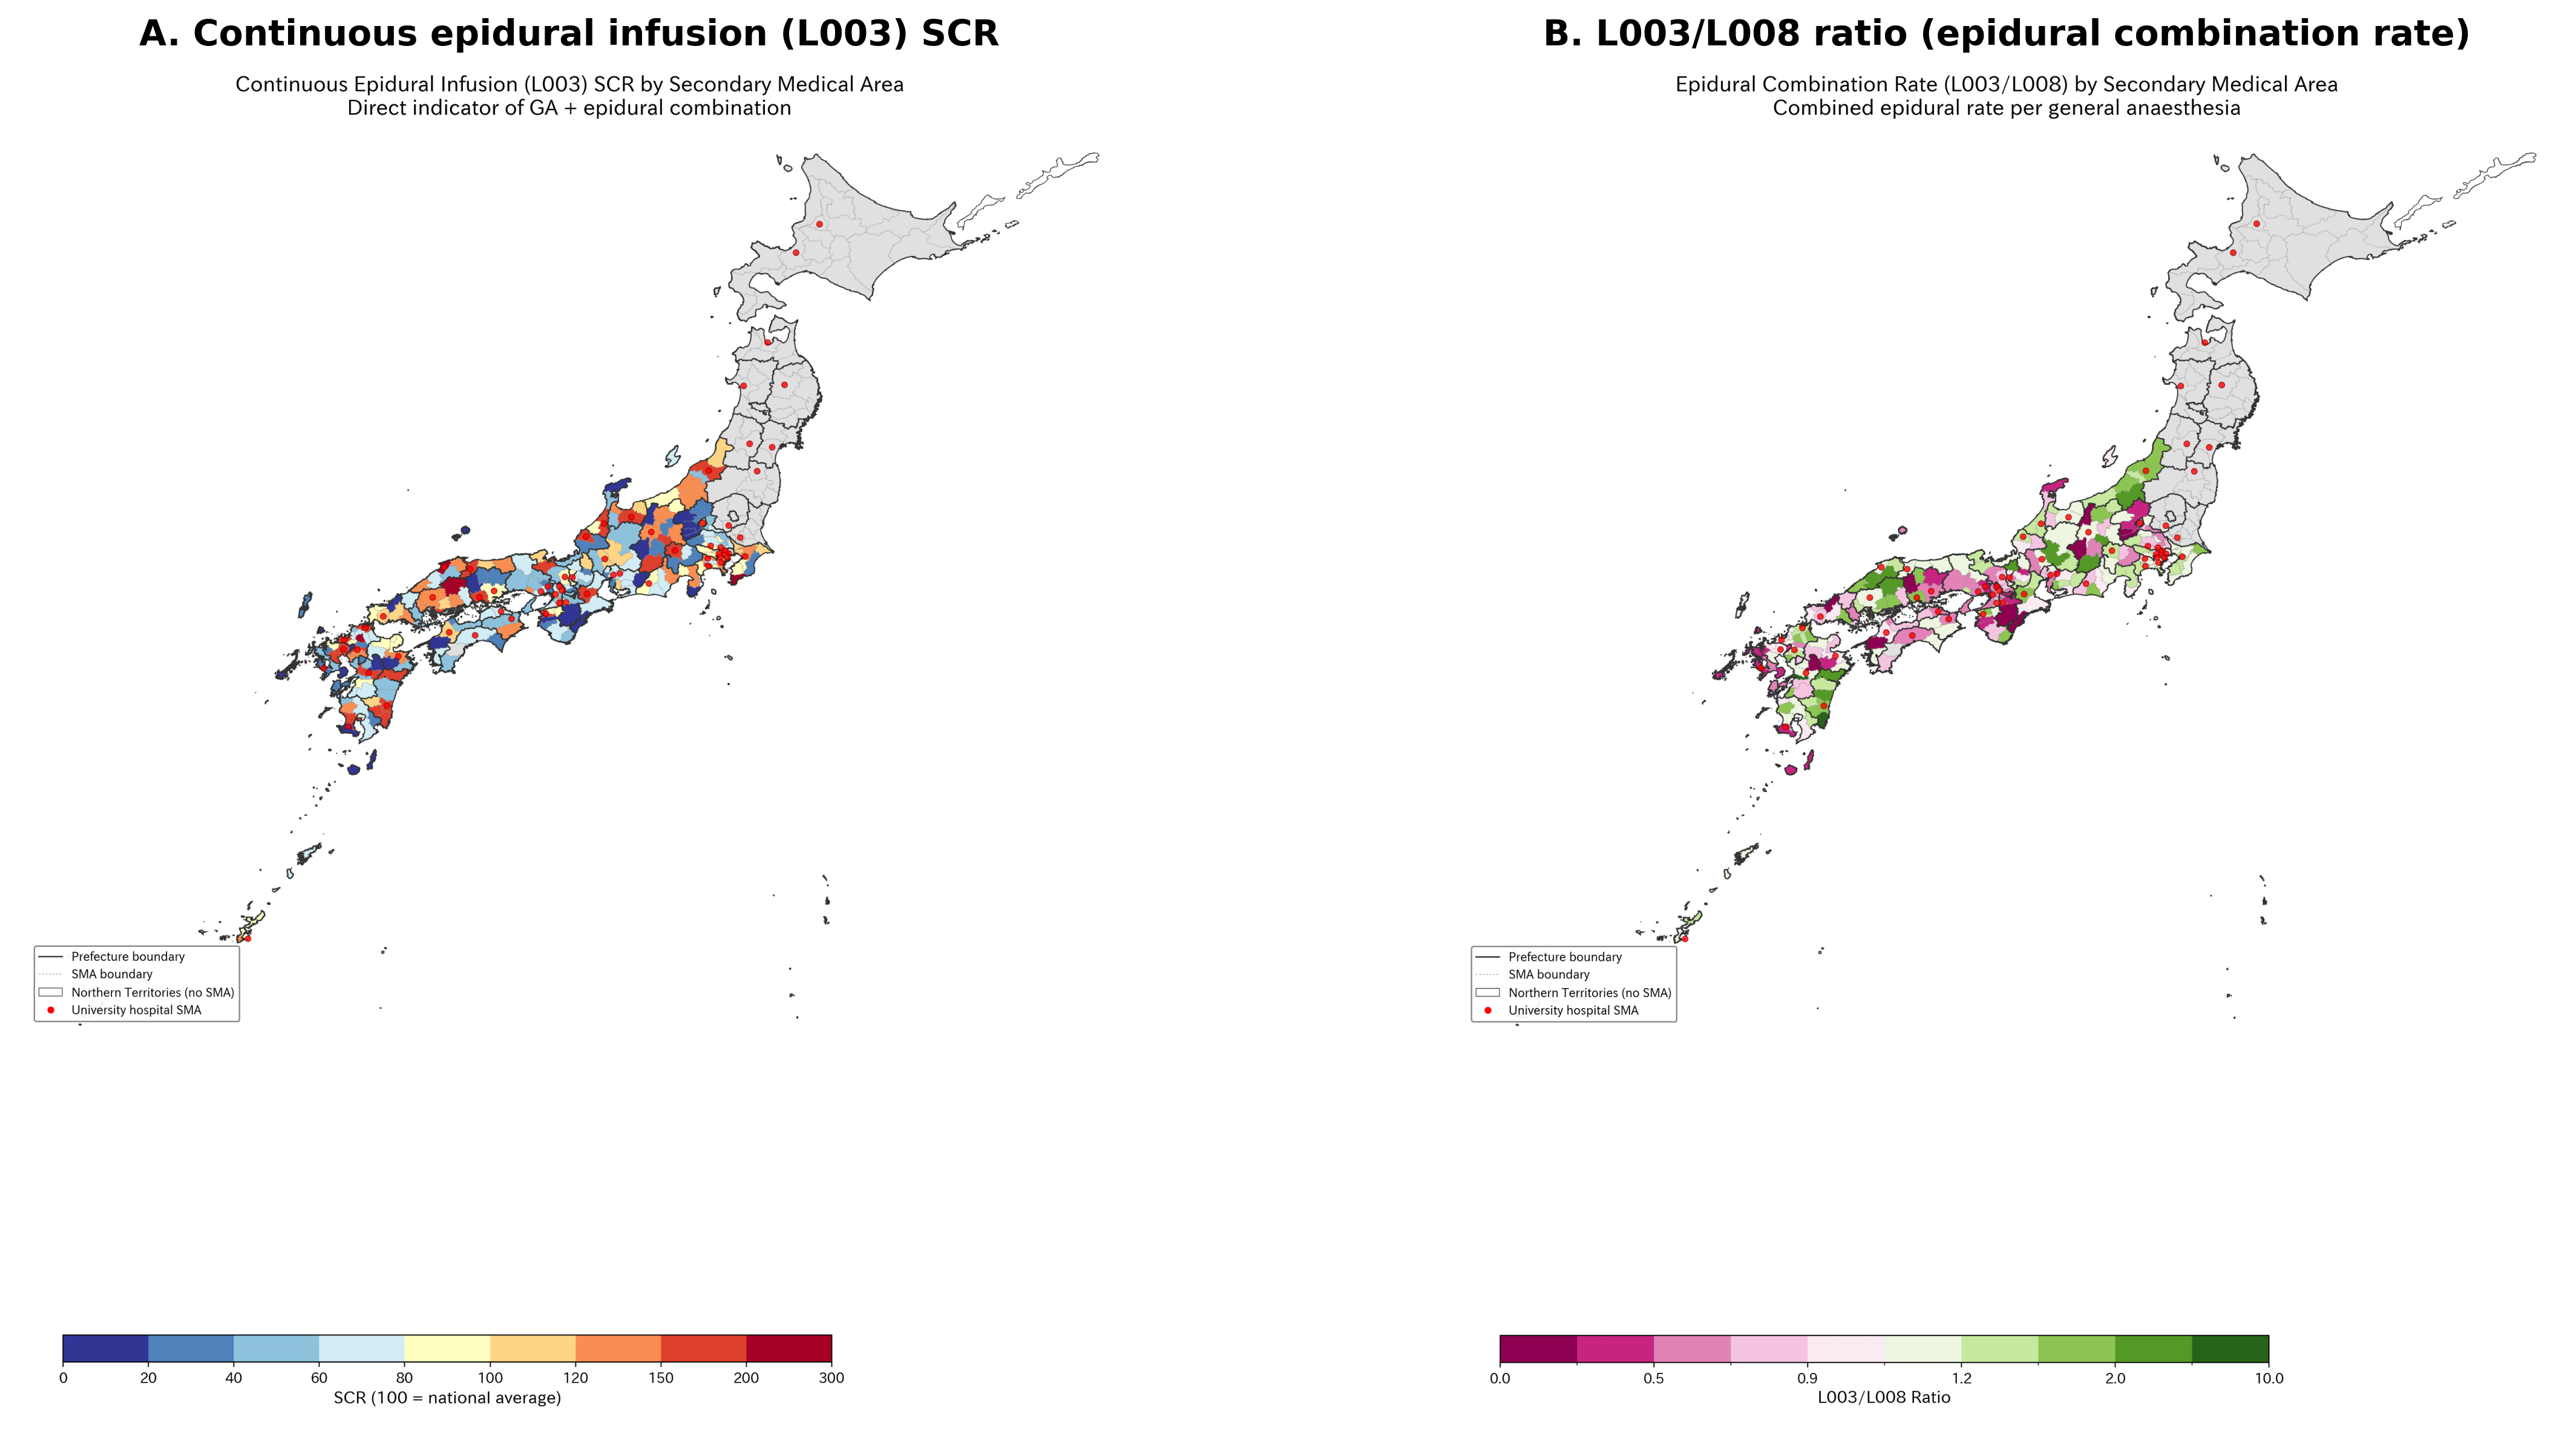 A. Continuous epidural infusion (L003) SCR
Continuous Epidural Infusion (L003) SCR by Secondary Medical Area
Direct indicator of GA + epidural combination
Prefecture boundary
SMA boundary
Northern Territories (no SMA)
University hospital SMA
0 20 40 60 80 100 120 150 200 300
SCR (100 = national average)
B. L003/L008 ratio (epidural combination rate)
Epidural Combination Rate (L003/L008) by Secondary Medical Area
Combined epidural rate per general anaesthesia
Prefecture boundary
SMA boundary
Northern Territories (no SMA)
University hospital SMA
0.0 0.5 0.9 1.2 2.0 10.0
L003/L008 Ratio